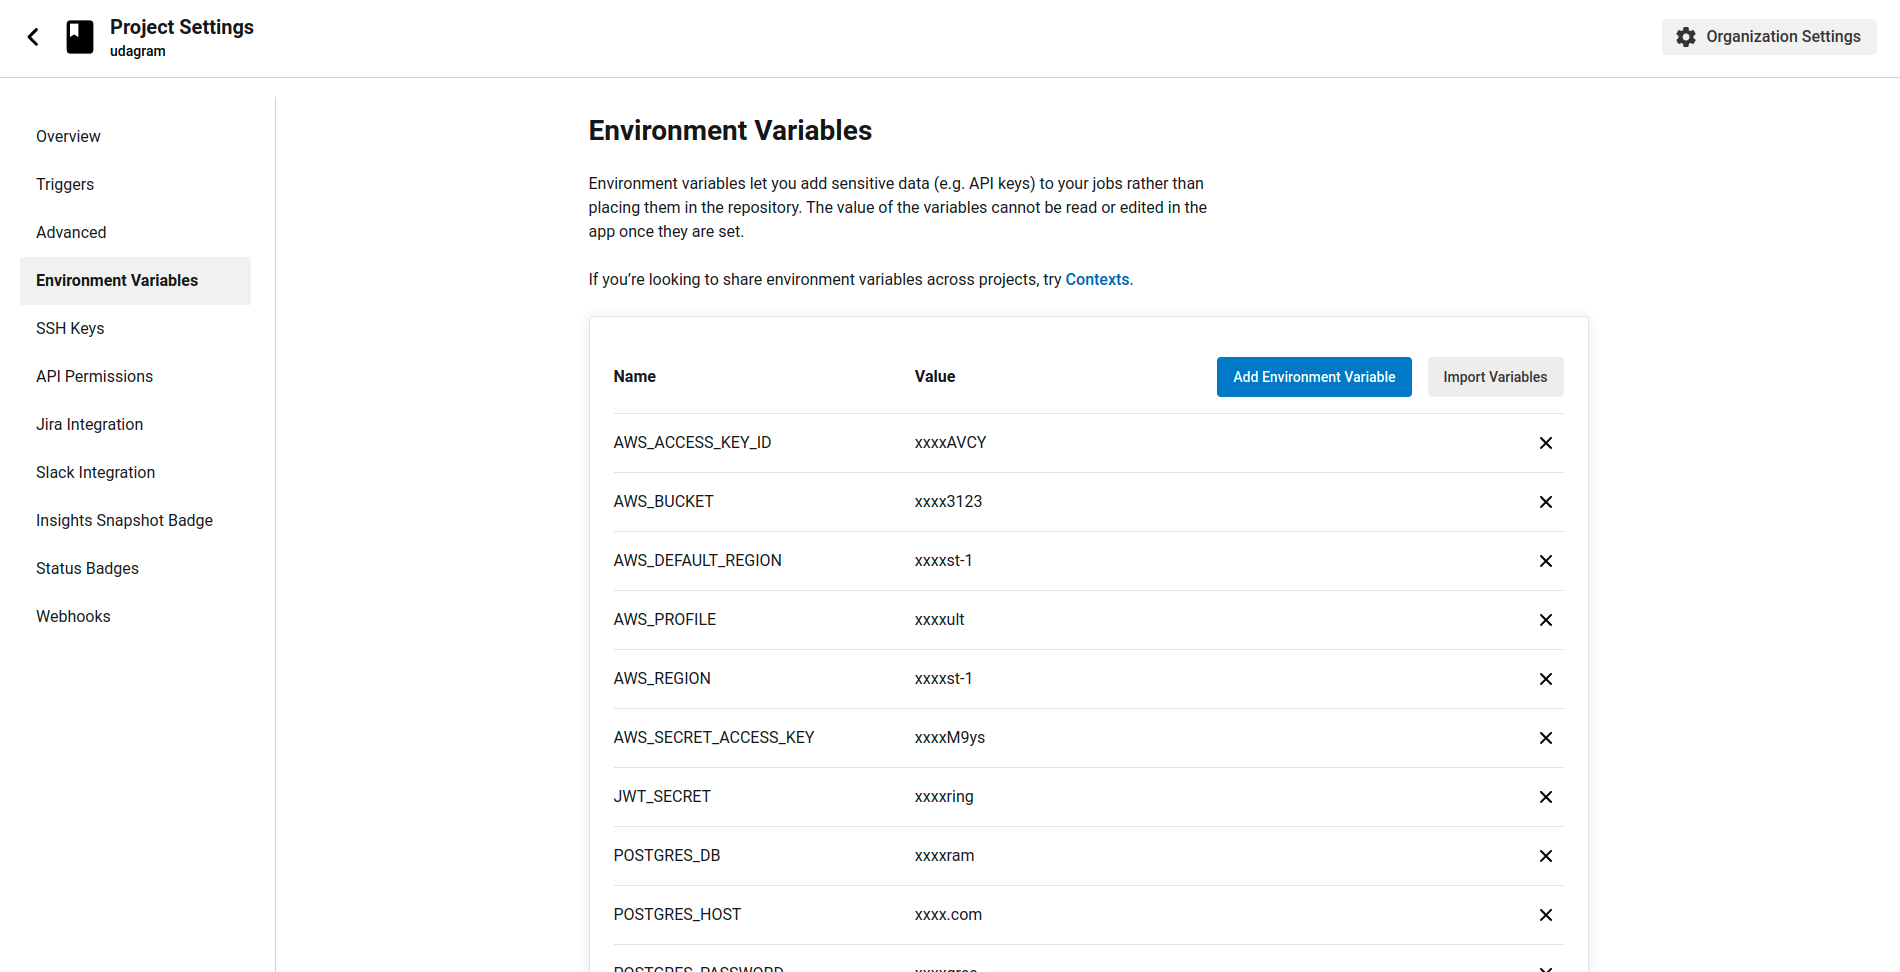 Project Settings
udagram
Organization Settings
Overview
Triggers
Advanced
Environment Variables
SSH Keys
API Permissions
Jira Integration
Slack Integration
Insights Snapshot Badge
Status Badges
Webhooks
Environment Variables
Environment variables let you add sensitive data (e.g. API keys) to your jobs rather than
placing them in the repository. The value of the variables cannot be read or edited in the
app once they are set.
If you’re looking to share environment variables across projects, try Contexts.
Name Value Add Environment Variable Import Variables
AWS_ACCESS_KEY_ID xxxxAVCY
AWS_BUCKET xxxx3123
AWS_DEFAULT_REGION xxxxst-1
AWS_PROFILE xxxxult
AWS_REGION xxxxst-1
AWS_SECRET_ACCESS_KEY xxxxM9ys
JWT_SECRET xxxxring
POSTGRES_DB xxxxram
POSTGRES_HOST xxxx.com
POSTGRES_PASSWORD